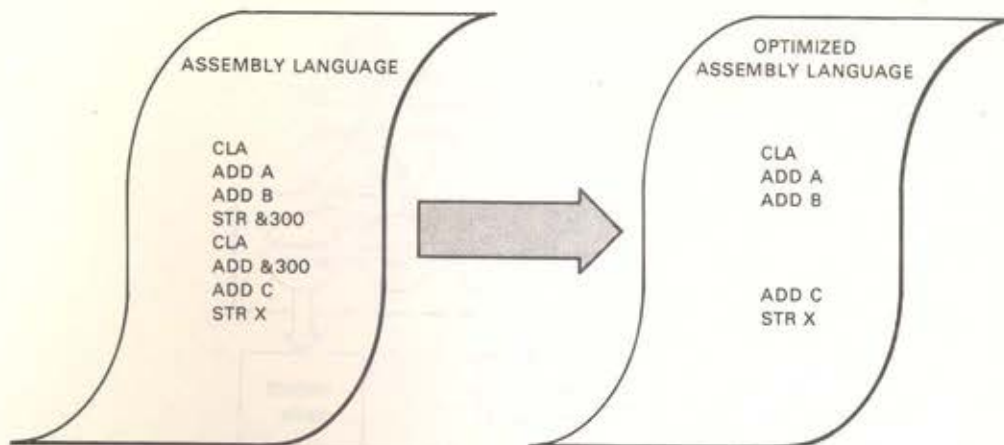 ASSEMBLY LANGUAGE
CLA
ADD A
ADD B
STR &300
CLA
ADD &300
ADD C
STR X
OPTIMIZED
ASSEMBLY LANGUAGE
CLA
ADD A
ADD B
ADD C
STR X